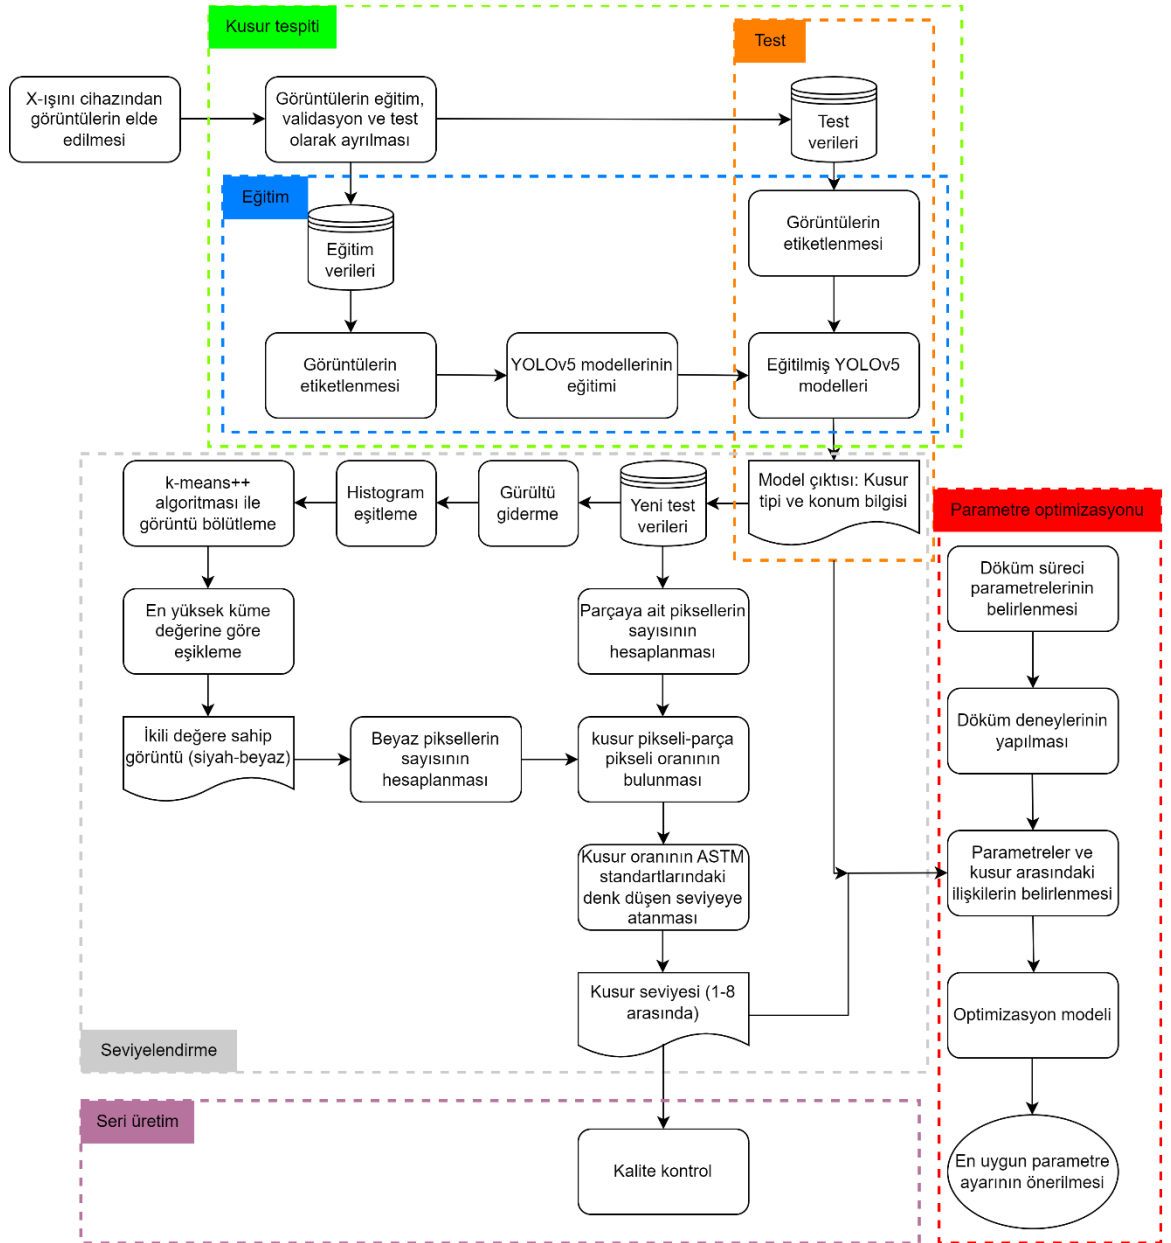 Kusur tespiti
Test
X-ışını cihazından
görüntülerin elde
edilmesi
Görüntülerin eğitim,
validasyon ve test
olarak ayrılması
Test
verileri
Eğitim
Eğitim
verileri
Görüntülerin
etiketlenmesi
Görüntülerin
etiketlenmesi
YOLOv5 modellerinin
eğitimi
Eğitilmiş YOLOv5
modelleri
k-means++
algoritması ile
görüntü bölütleme
Histogram
eşitleme
Gürültü
giderme
Yeni test
verileri
Model çıktısı: Kusur
tipi ve konum bilgisi
Parametre optimizasyonu
Döküm süreci
parametrelerinin
belirlenmesi
En yüksek küme
değerine göre
eşikleme
Parçaya ait piksellerin
sayısının
hesaplanması
Döküm deneylerinin
yapılması
İkili değere sahip
görüntü (siyah-beyaz)
Beyaz piksellerin
sayısının
hesaplanması
kusur pikseli-parça
pikseli oranının
bulunması
Kusur oranının ASTM
standartlarındaki
denk düşen seviyeye
atanması
Parametreler ve
kusur arasındaki
ilişkilerin belirlenmesi
Kusur seviyesi (1-8
arasında)
Optimizasyon modeli
Seviyelendirme
Seri üretim
Kalite kontrol
En uygun parametre
ayarının önerilmesi